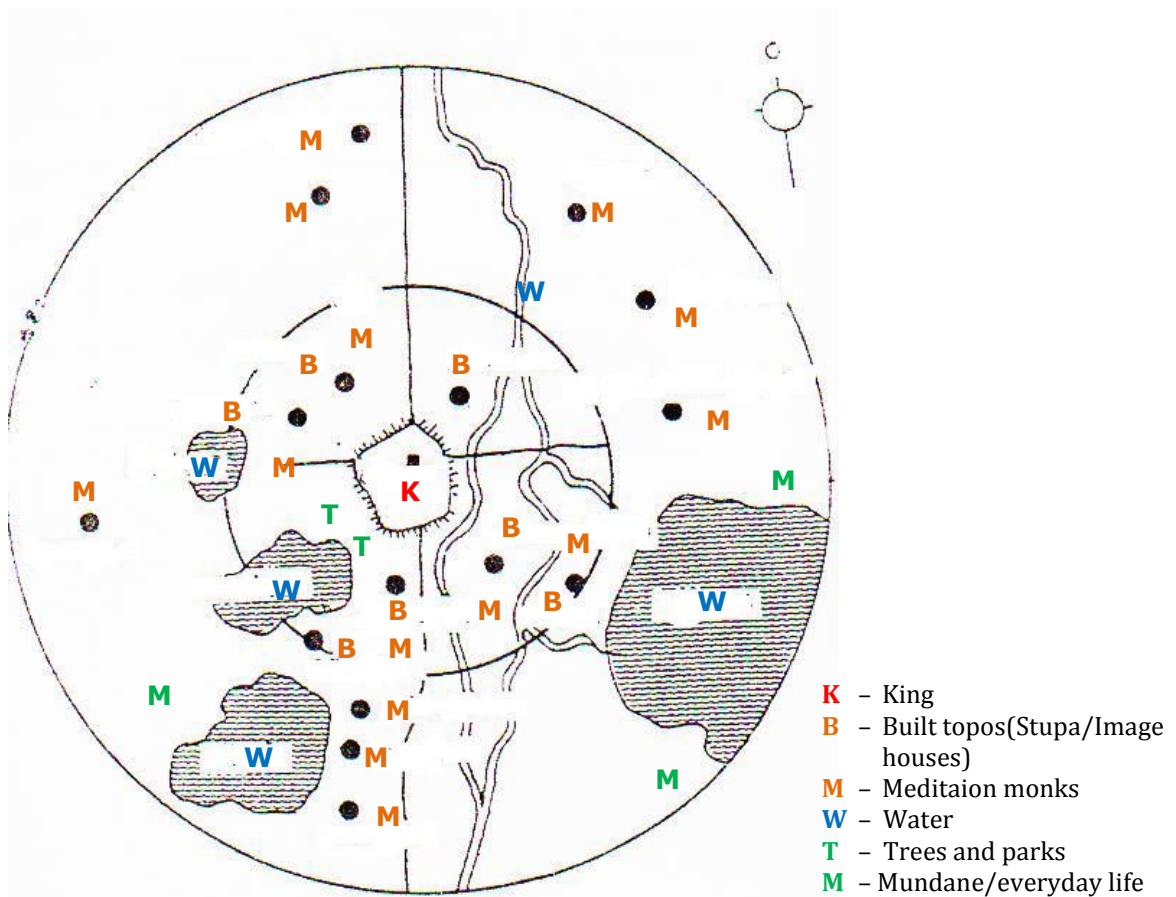 M
M M
W
M
M
B B
B M
W M
M
M K
T
B
T M
W B W
B M
B M
M
M
W M
M
M
K – King
B – Built topos(Stupa/Image
houses)
M – Meditaion monks
W – Water
T – Trees and parks
M – Mundane/everyday life